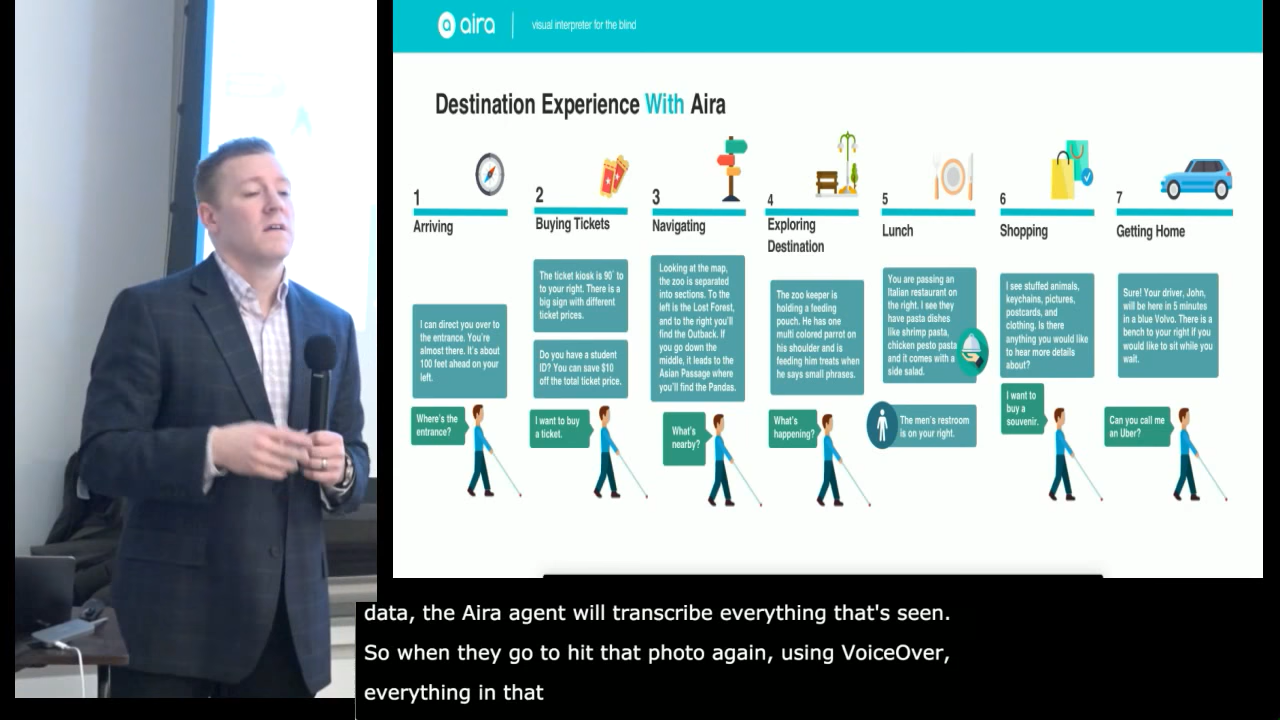 aira
visual interpreter for the blind
Destination Experience With Aira
1
Arriving
I can direct you over to
the entrance. You're
almost there. It's about
100 feet ahead on your
left.
Where's the
entrance?
2
Buying Tickets
The ticket kiosk is 90° to
to your right. There is a
big sign with different
ticket prices.
Do you have a student
ID? You can save $10
off the total ticket price.
I want to buy
a ticket.
3
Navigating
Looking at the map,
the zoo is separated
into sections. To the
left is the Lost Forest,
and to the right you'll
find the Outback. If
you go down the
middle, it leads to the
Asian Passage where
you'll find the Pandas.
What's
nearby?
4
Exploring
Destination
The zoo keeper is
holding a feeding
pouch. He has one
multi colored parrot on
his shoulder and is
feeding him treats when
he says small phrases.
What's
happening?
5
Lunch
You are passing an
Italian restaurant on
the right. I see they
have pasta dishes
like shrimp pasta,
chicken pesto pasta
and it comes with a
side salad.
The men's restroom
is on your right.
6
Shopping
I see stuffed animals,
keychains, pictures,
postcards, and
clothing. Is there
anything you would like
to hear more details
about?
I want to
buy a
souvenir.
7
Getting Home
Sure! Your driver, John,
will be here in 5 minutes
in a blue Volvo. There is a
bench to your right if you
would like to sit while you
wait.
Can you call me
an Uber?
data, the Aira agent will transcribe everything that's seen.
So when they go to hit that photo again, using VoiceOver,
everything in that